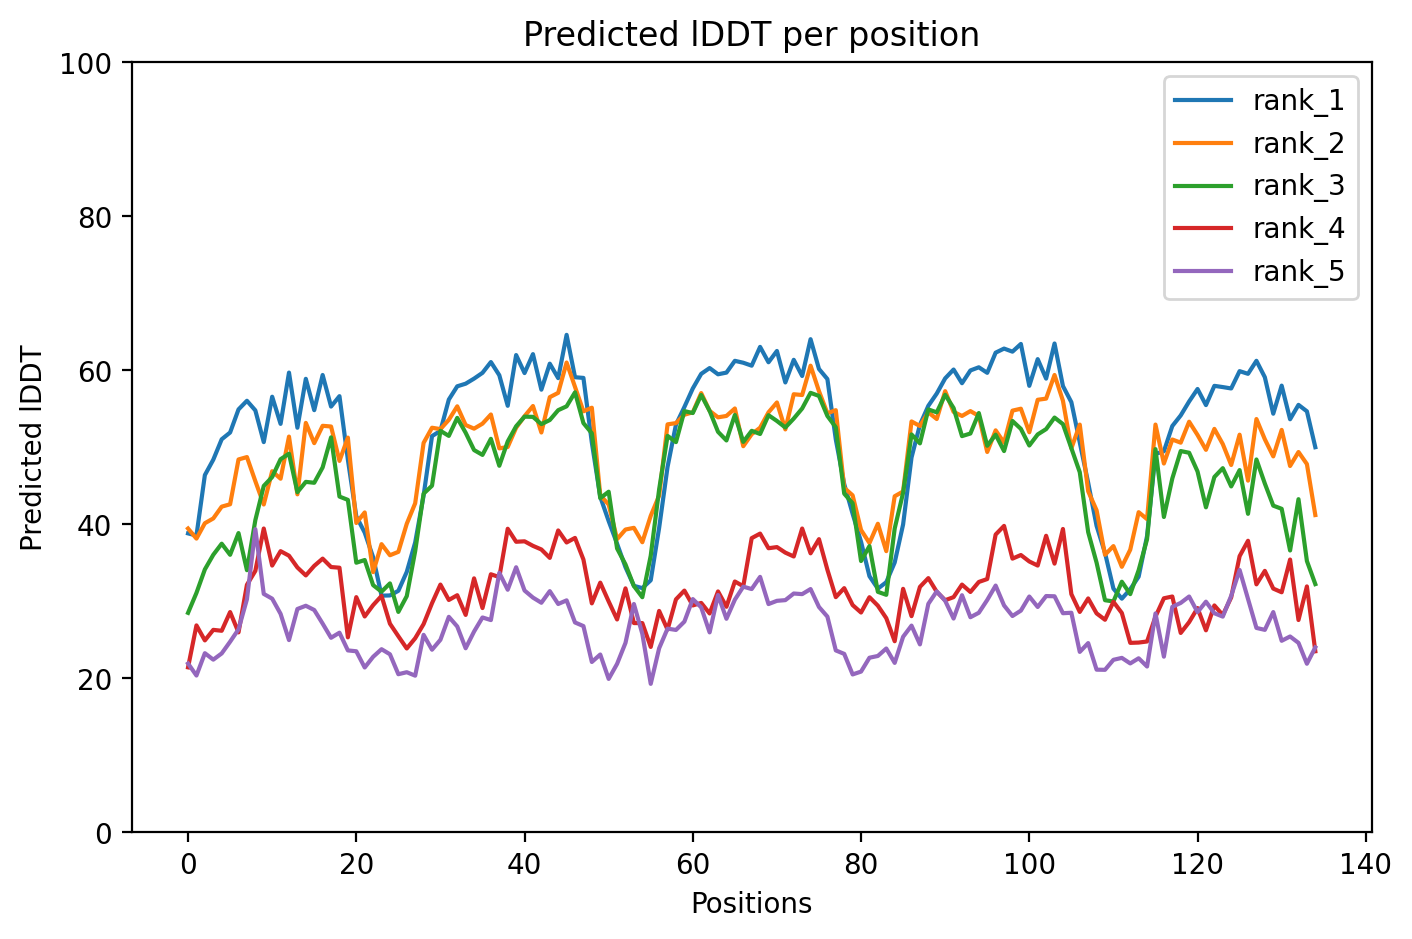 Predicted lDDT per position
100
80
60
40
20
0
Predicted lDDT
0 20 40 60 80 100 120 140
Positions
rank_1
rank_2
rank_3
rank_4
rank_5